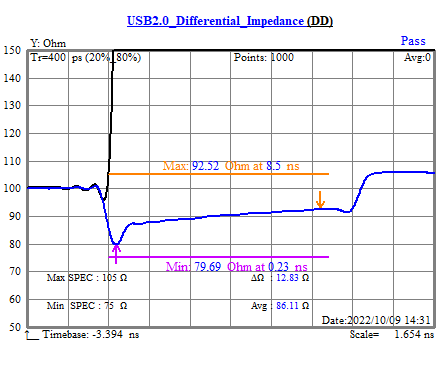 USB2.0_Differential_Impedance (DD)
Pass
Y: Ohm
Tr=400 ps (20%_80%) Points: 1000 Avg:0
150
140
130
120
110
100
90
80
70
60
50
Max: 92.52 Ohm at 8.5 ns
Min: 79.69 Ohm at 0.23 ns
Max SPEC : 105 Ω ΔΩ : 12.83 Ω
Min SPEC : 75 Ω Avg : 86.11 Ω
Date:2022/10/09 14:31
Timebase: -3.394 ns Scale= 1.654 ns